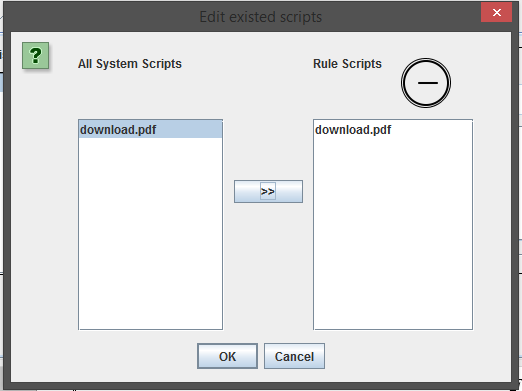 Edit existed scripts
?
All System Scripts
Rule Scripts
download.pdf
download.pdf
>>
OK
Cancel